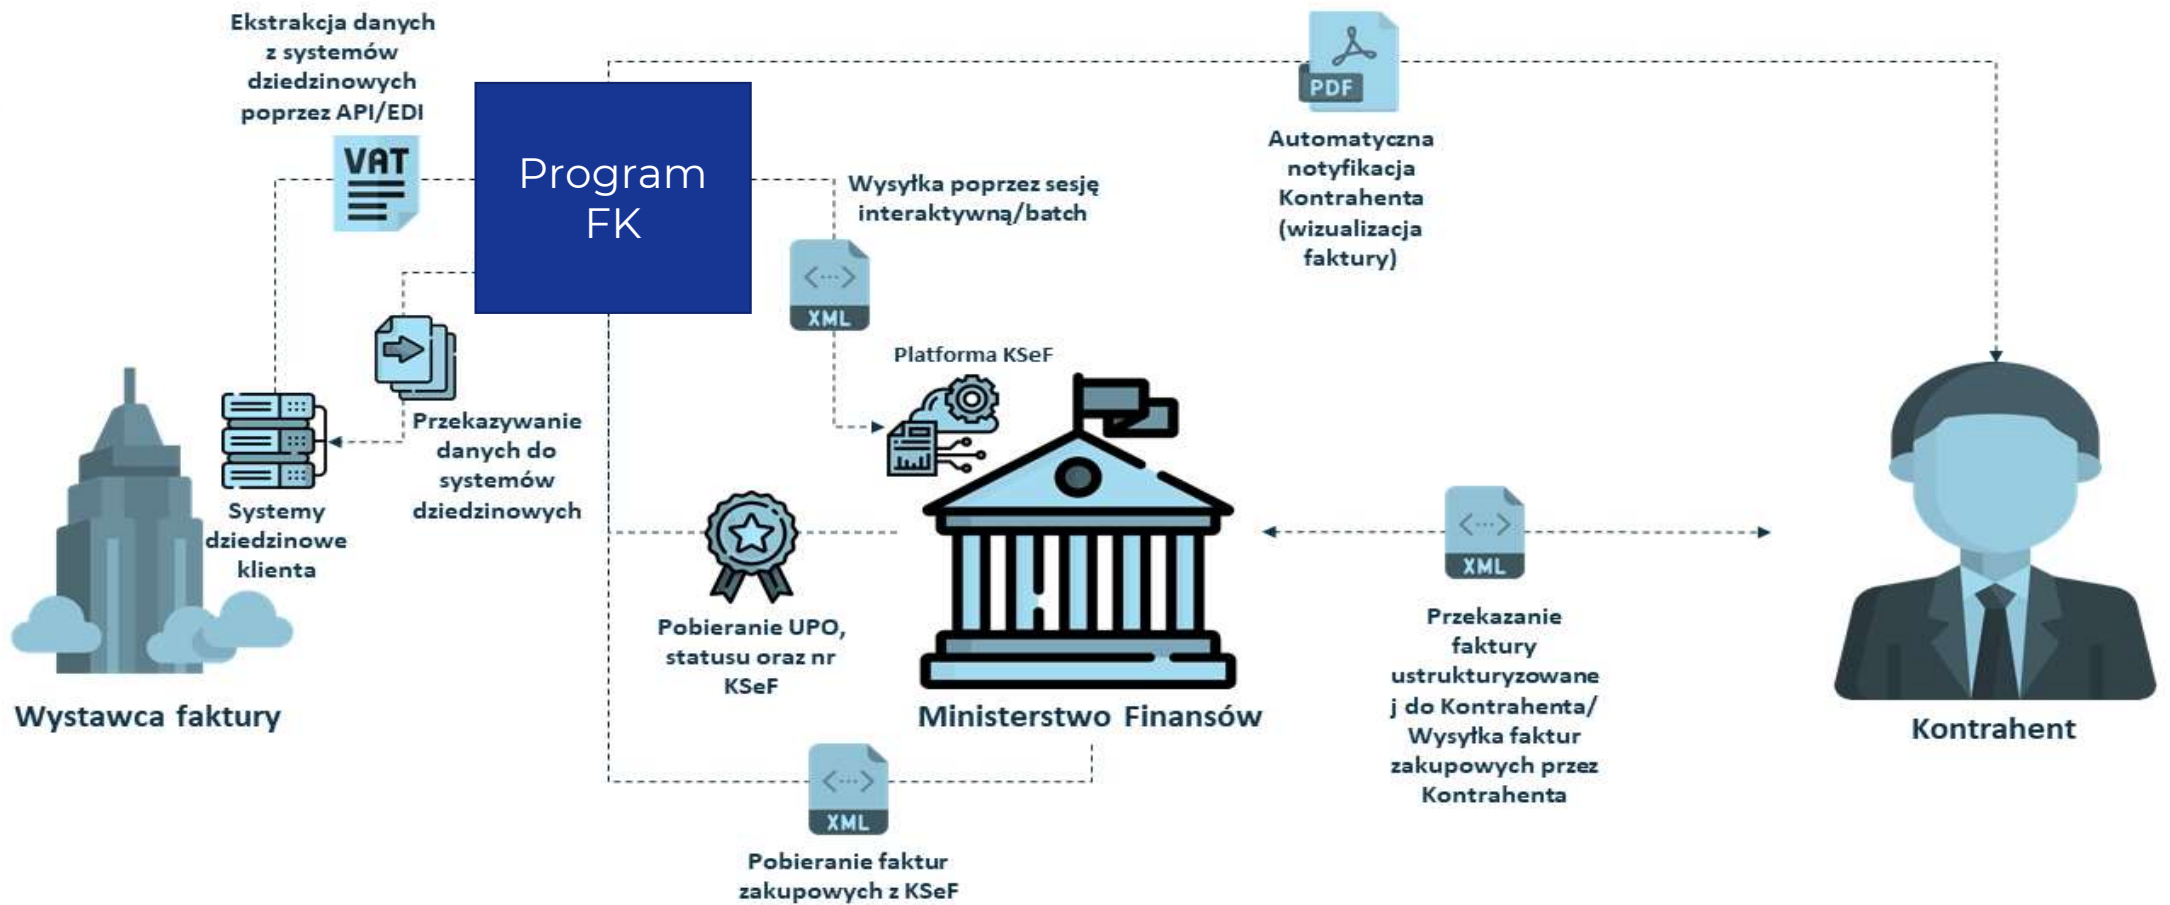 Ekstrakcja danych
z systemów
dziedzinowych
poprzez API/EDI
VAT
Program
FK
Wysyłka poprzez sesję
interaktywną/batch
XML
PDF
Automatyczna
notyfikacja
Kontrahenta
(wizualizacja
faktury)
Platforma KSeF
Przekazywanie
danych do
systemów
dziedzinowych
Systemy
dziedzinowe
klienta
Wystawca faktury
Pobieranie UPO,
statusu oraz nr
KSeF
Ministerstwo Finansów
XML
Przekazanie
faktury
ustrukturyzowane
j do Kontrahenta/
Wysyłka faktur
zakupowych przez
Kontrahenta
Kontrahent
XML
Pobieranie faktur
zakupowych z KSeF